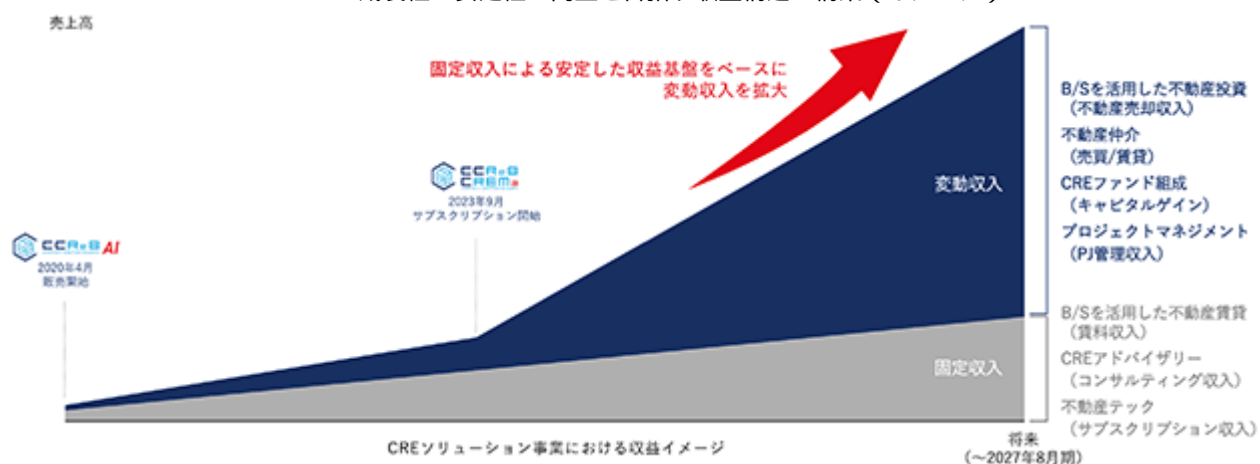 売上高
固定収入による安定した収益基盤をベースに
変動収入を拡大
CCReB
CREMa
2023年9月
サブスクリプション開始
CCReB AI
2020年4月
販売開始
変動収入
固定収入
B/Sを活用した不動産投資
(不動産売却収入)
不動産仲介
(売買/賃貸)
CREファンド組成
(キャピタルゲイン)
プロジェクトマネジメント
(PJ管理収入)
B/Sを活用した不動産賃貸
(賃料収入)
CREアドバイザリー
(コンサルティング収入)
不動産テック
(サブスクリプション収入)
CREソリューション事業における収益イメージ
将来
(～2027年8月期)